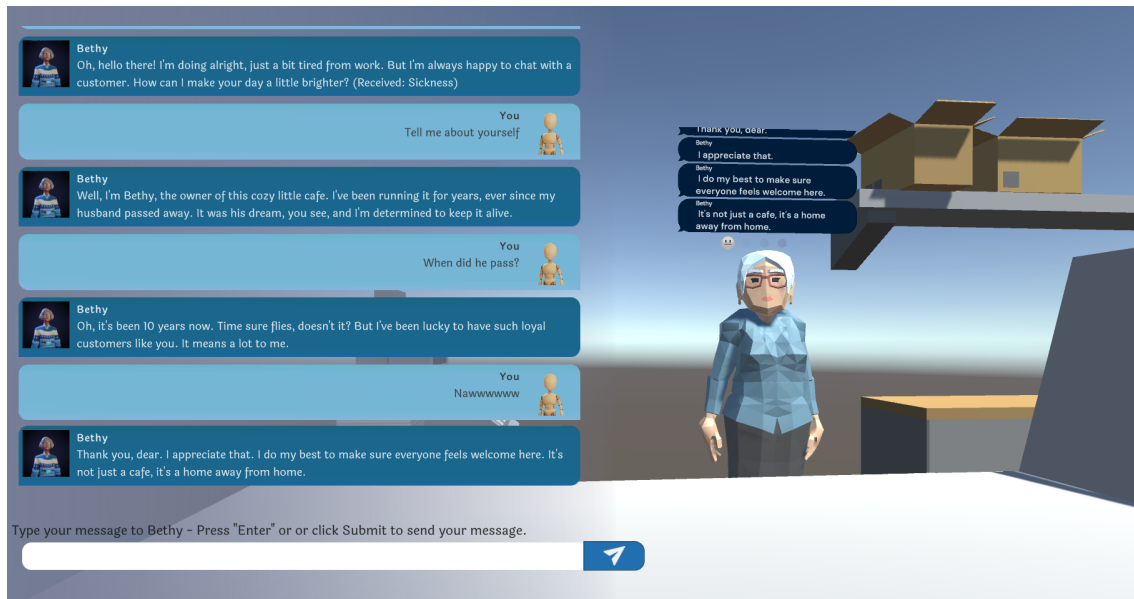 Bethy
Oh, hello there! I'm doing alright, just a bit tired from work. But I'm always happy to chat with a
customer. How can I make your day a little brighter? (Received: Sickness)
You
Tell me about yourself
Bethy
Well, I'm Bethy, the owner of this cozy little cafe. I've been running it for years, ever since my
husband passed away. It was his dream, you see, and I'm determined to keep it alive.
You
When did he pass?
Bethy
Oh, it's been 10 years now. Time sure flies, doesn't it? But I've been lucky to have such loyal
customers like you. It means a lot to me.
You
Nawwwwww
Bethy
Thank you, dear. I appreciate that. I do my best to make sure everyone feels welcome here. It's
not just a cafe, it's a home away from home.
Type your message to Bethy - Press "Enter" or or click Submit to send your message.
Thank you, dear.
Bethy
I appreciate that.
Bethy
I do my best to make sure
everyone feels welcome here.
Bethy
It's not just a cafe, it's a home
away from home.